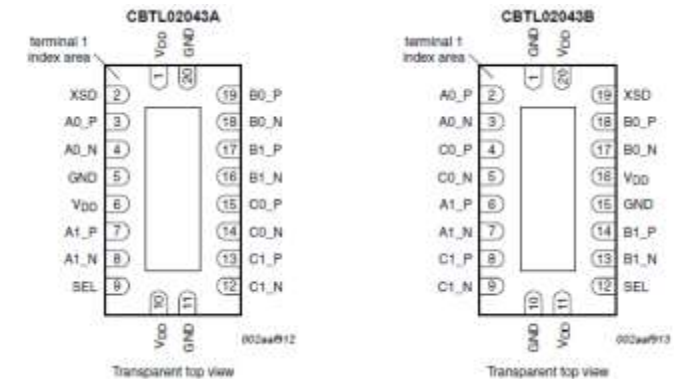 CBTL02043A
terminal 1
index area
VDD
GND
1
20
XSD 2 19 B0_P
A0_P 3 18 B0_N
A0_N 4 17 B1_P
GND 5 16 B1_N
VDD 6 15 C0_P
A1_P 7 14 C0_N
A1_N 8 13 C1_P
SEL 9 12 C1_N
10
11
VDD
GND
002aaf912
Transparent top view
CBTL02043B
terminal 1
index area
GND
VDD
1
20
A0_P 2 19 XSD
A0_N 3 18 B0_P
C0_P 4 17 B0_N
C0_N 5 16 VDD
A1_P 6 15 GND
A1_N 7 14 B1_P
C1_P 8 13 B1_N
C1_N 9 12 SEL
10
11
GND
VDD
002aaf913
Transparent top view